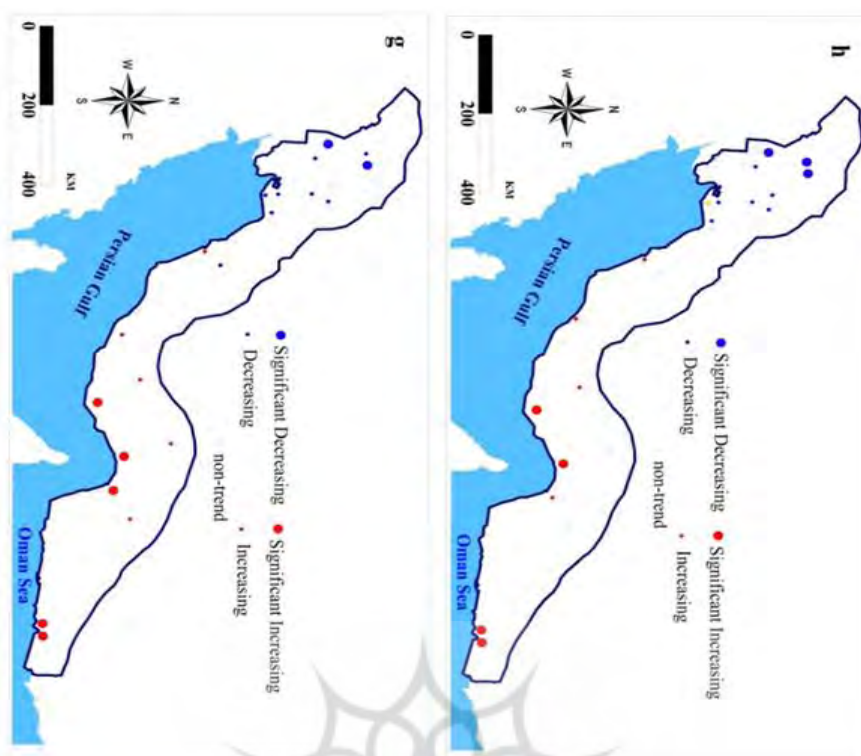 g
W
N
S
E
KM
0 200 400
Persian Gulf
Significant Decreasing Significant Increasing
Decreasing Increasing
non-trend
Oman Sea
h
W
N
S
E
KM
0 200 400
Persian Gulf
Significant Decreasing Significant Increasing
Decreasing Increasing
non-trend
Oman Sea